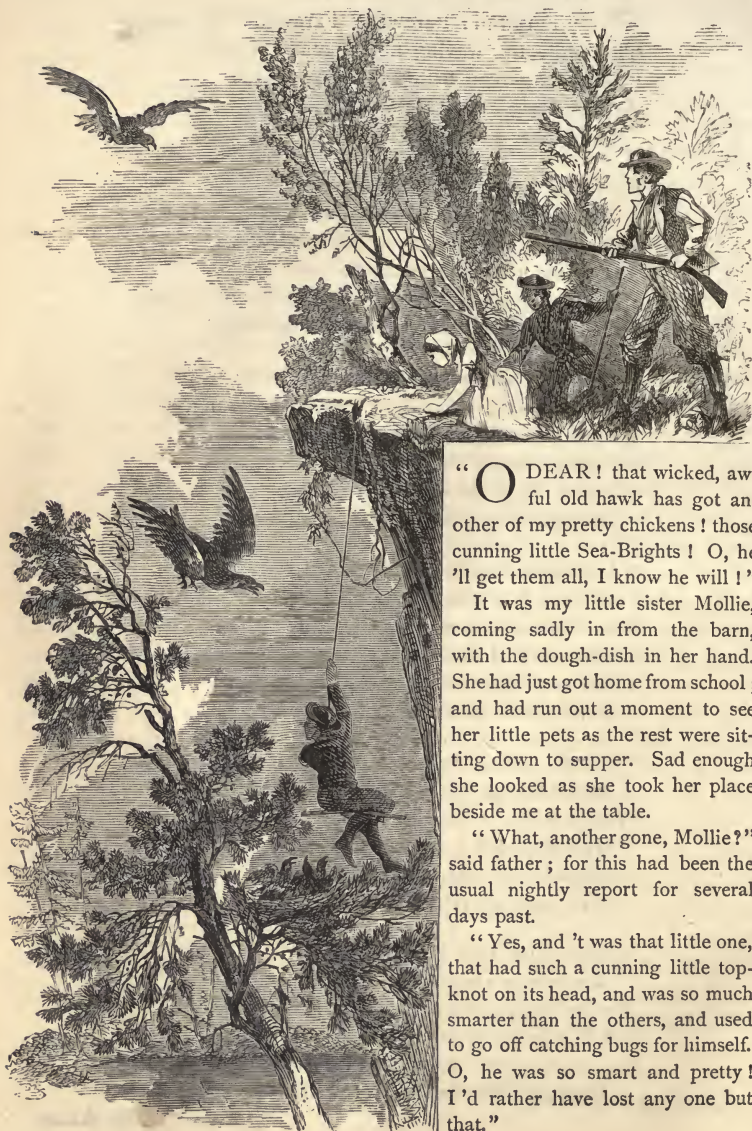 “O DEAR ! that wicked, aw
ful old hawk has got an
other of my pretty chickens ! those
cunning little Sea-Brights ! O, he
’ll get them all, I know he will ! ”
It was my little sister Mollie,
coming sadly in from the barn,
with the dough-dish in her hand.
She had just got home from school
and had run out a moment to see
her little pets as the rest were sit-
ting down to supper. Sad enough
she looked as she took her place
beside me at the table.
“ What, another gone, Mollie ? ”
said father ; for this had been the
usual nightly report for several
days past.
“ Yes, and ’t was that little one,
that had such a cunning little top-
knot on its head, and was so much
smarter than the others, and used
to go off catching bugs for himself.
O, he was so smart and pretty !
I ’d rather have lost any one but
that.”